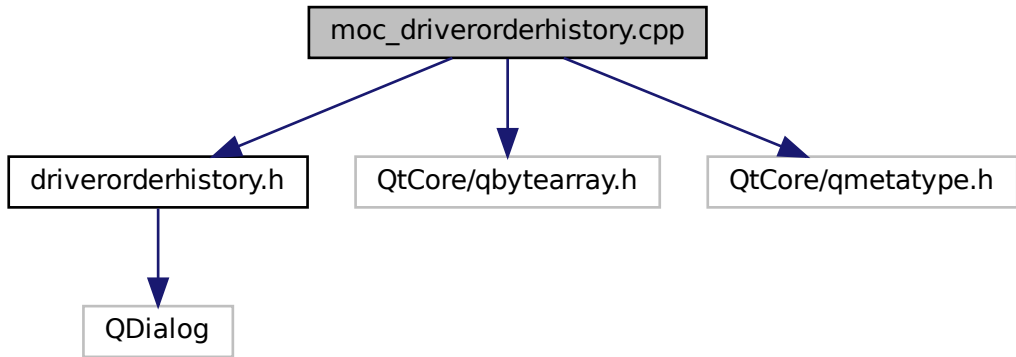 moc_driverorderhistory.cpp
driverorderhistory.h
QtCore/qbytearray.h
QtCore/qmetatype.h
QDialog